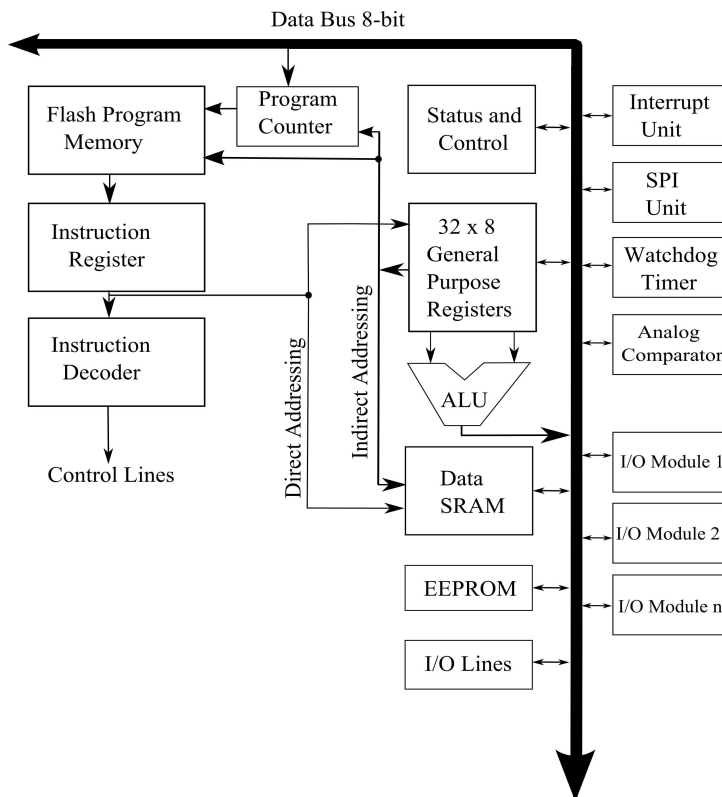 Data Bus 8-bit
Flash Program
Memory
Program
Counter
Status and
Control
Interrupt
Unit
SPI
Unit
Instruction
Register
32 x 8
General
Purpose
Registers
Watchdog
Timer
Instruction
Decoder
Analog
Comparator
Direct Addressing
Indirect Addressing
ALU
Control Lines
Data
SRAM
I/O Module 1
I/O Module 2
EEPROM
I/O Module n
I/O Lines